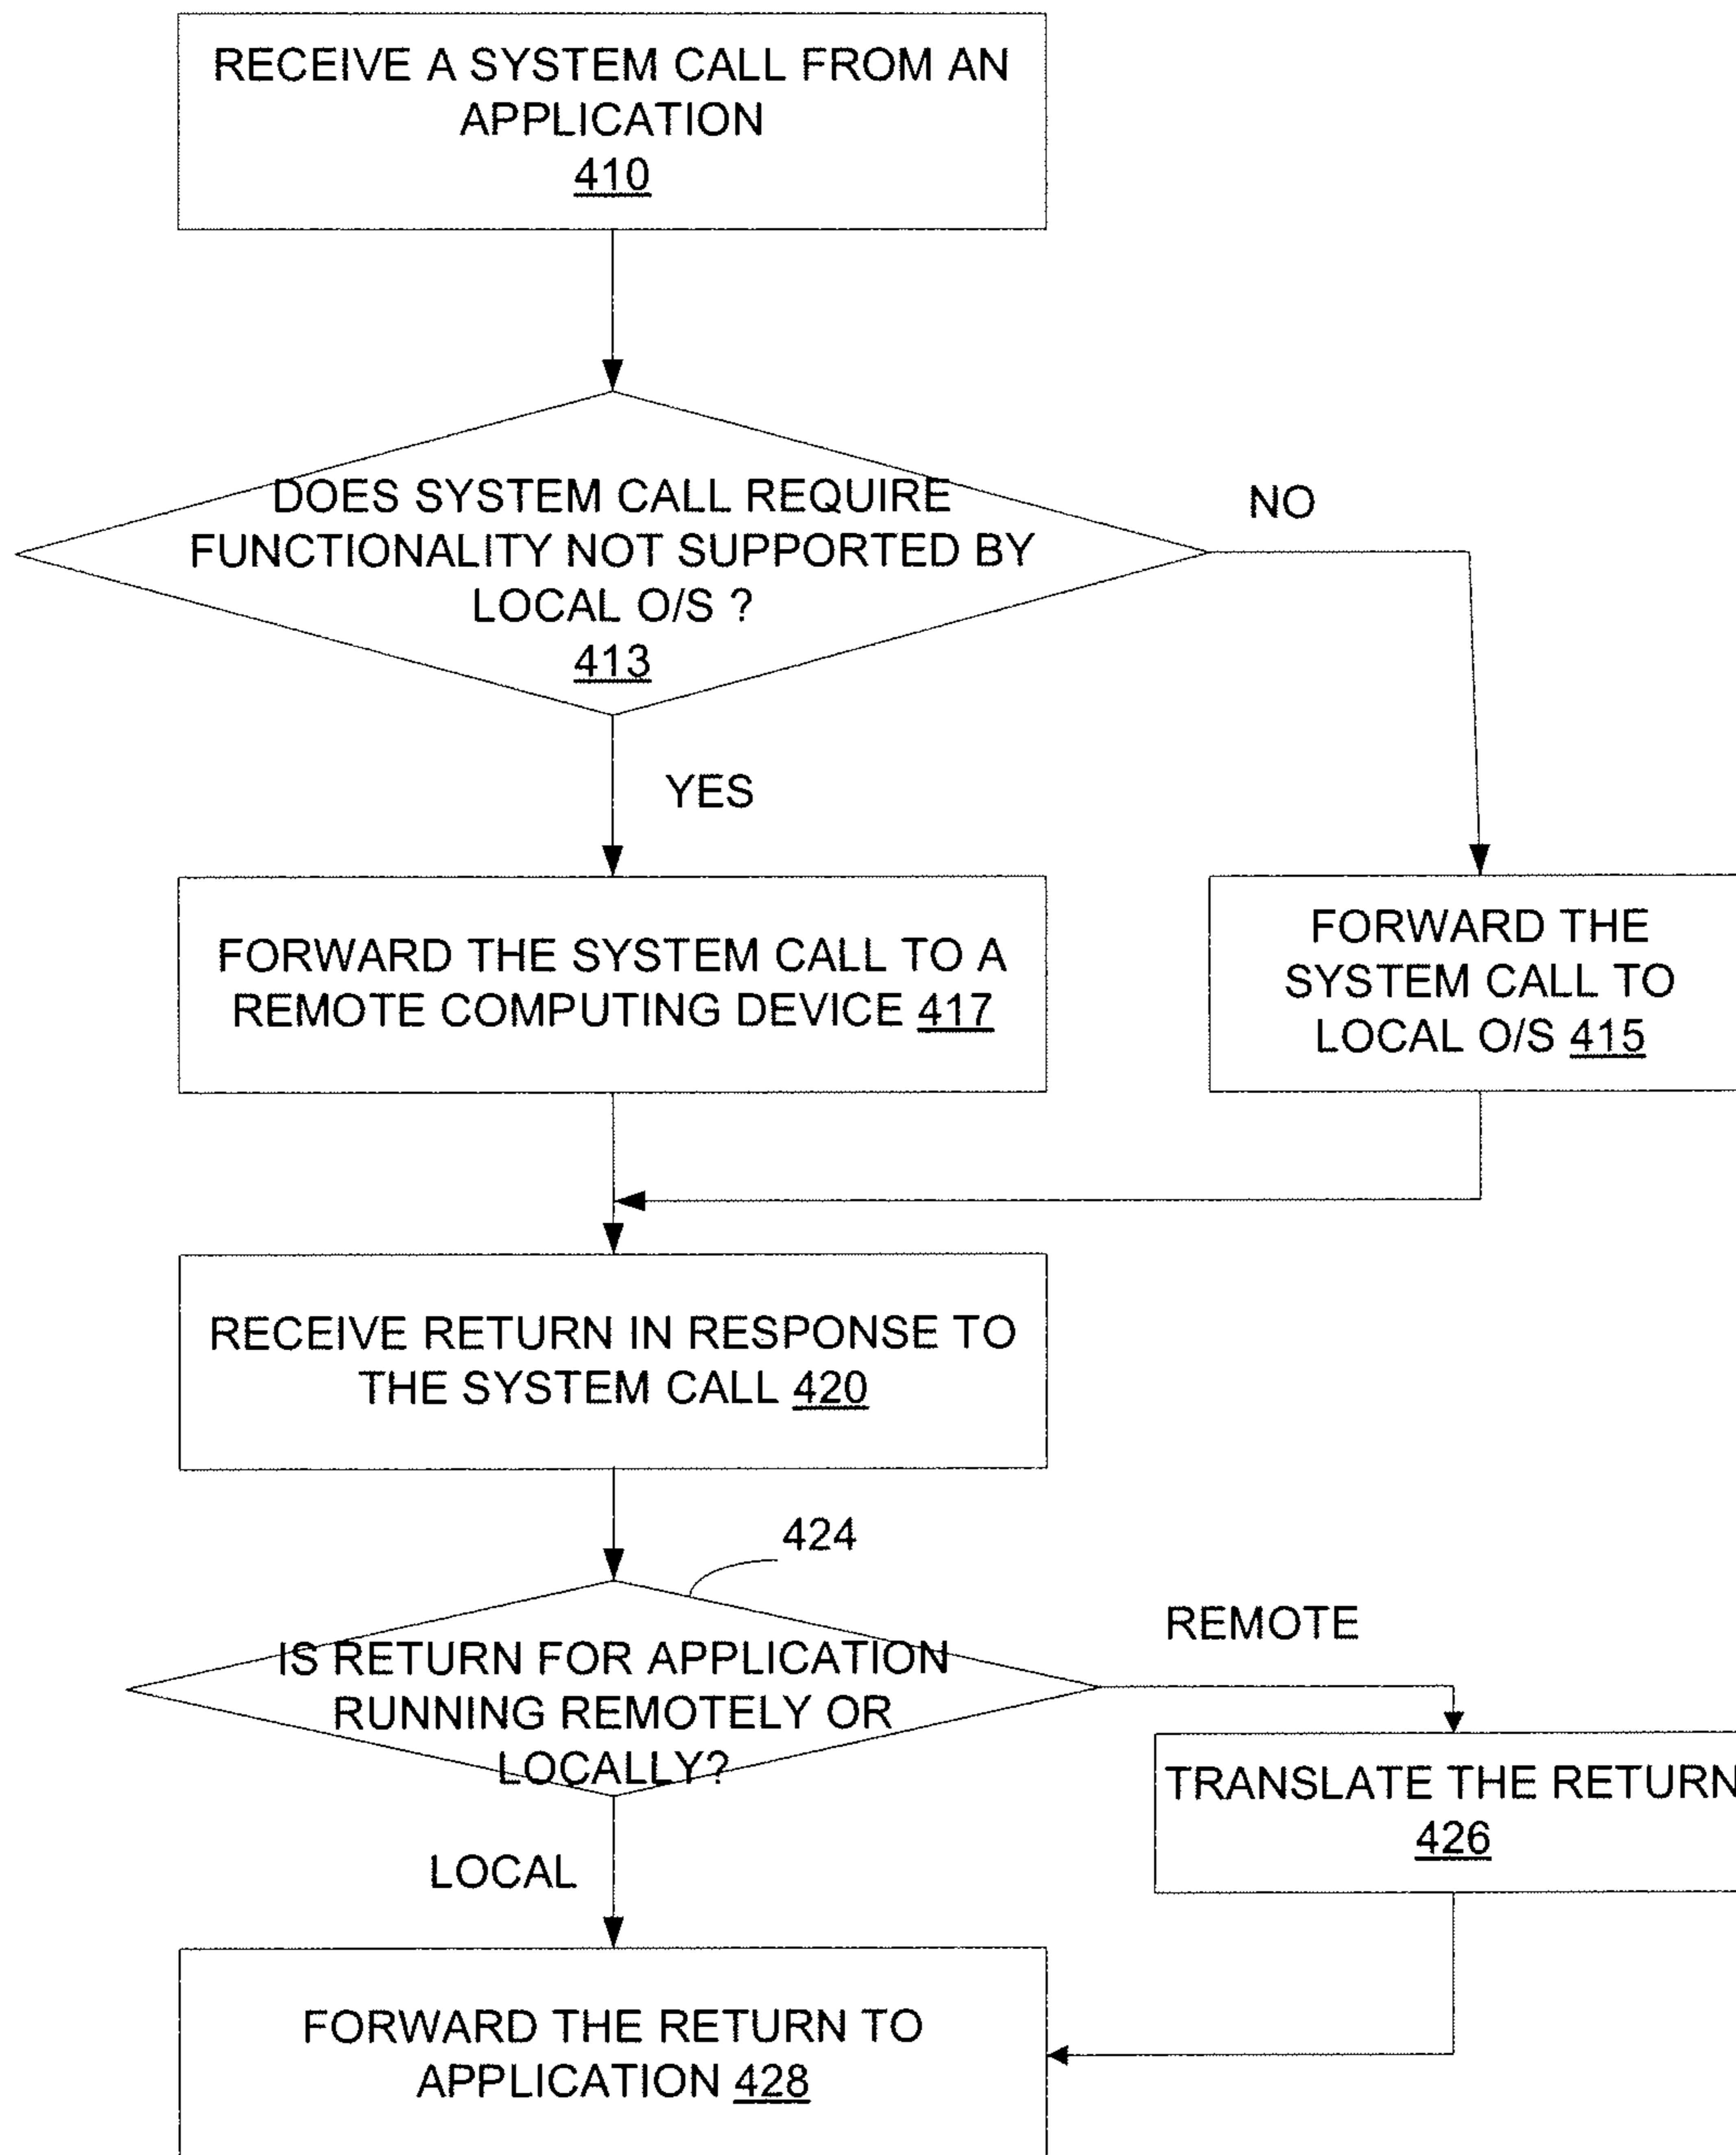 RECEIVE A SYSTEM CALL FROM AN
APPLICATION
410
DOES SYSTEM CALL REQUIRE
FUNCTIONALITY NOT SUPPORTED BY
LOCAL O/S ?
413
NO
YES
FORWARD THE SYSTEM CALL TO A
REMOTE COMPUTING DEVICE 417
FORWARD THE
SYSTEM CALL TO
LOCAL O/S 415
RECEIVE RETURN IN RESPONSE TO
THE SYSTEM CALL 420
424
IS RETURN FOR APPLICATION
RUNNING REMOTELY OR
LOCALLY?
REMOTE
TRANSLATE THE RETURN
426
LOCAL
FORWARD THE RETURN TO
APPLICATION 428